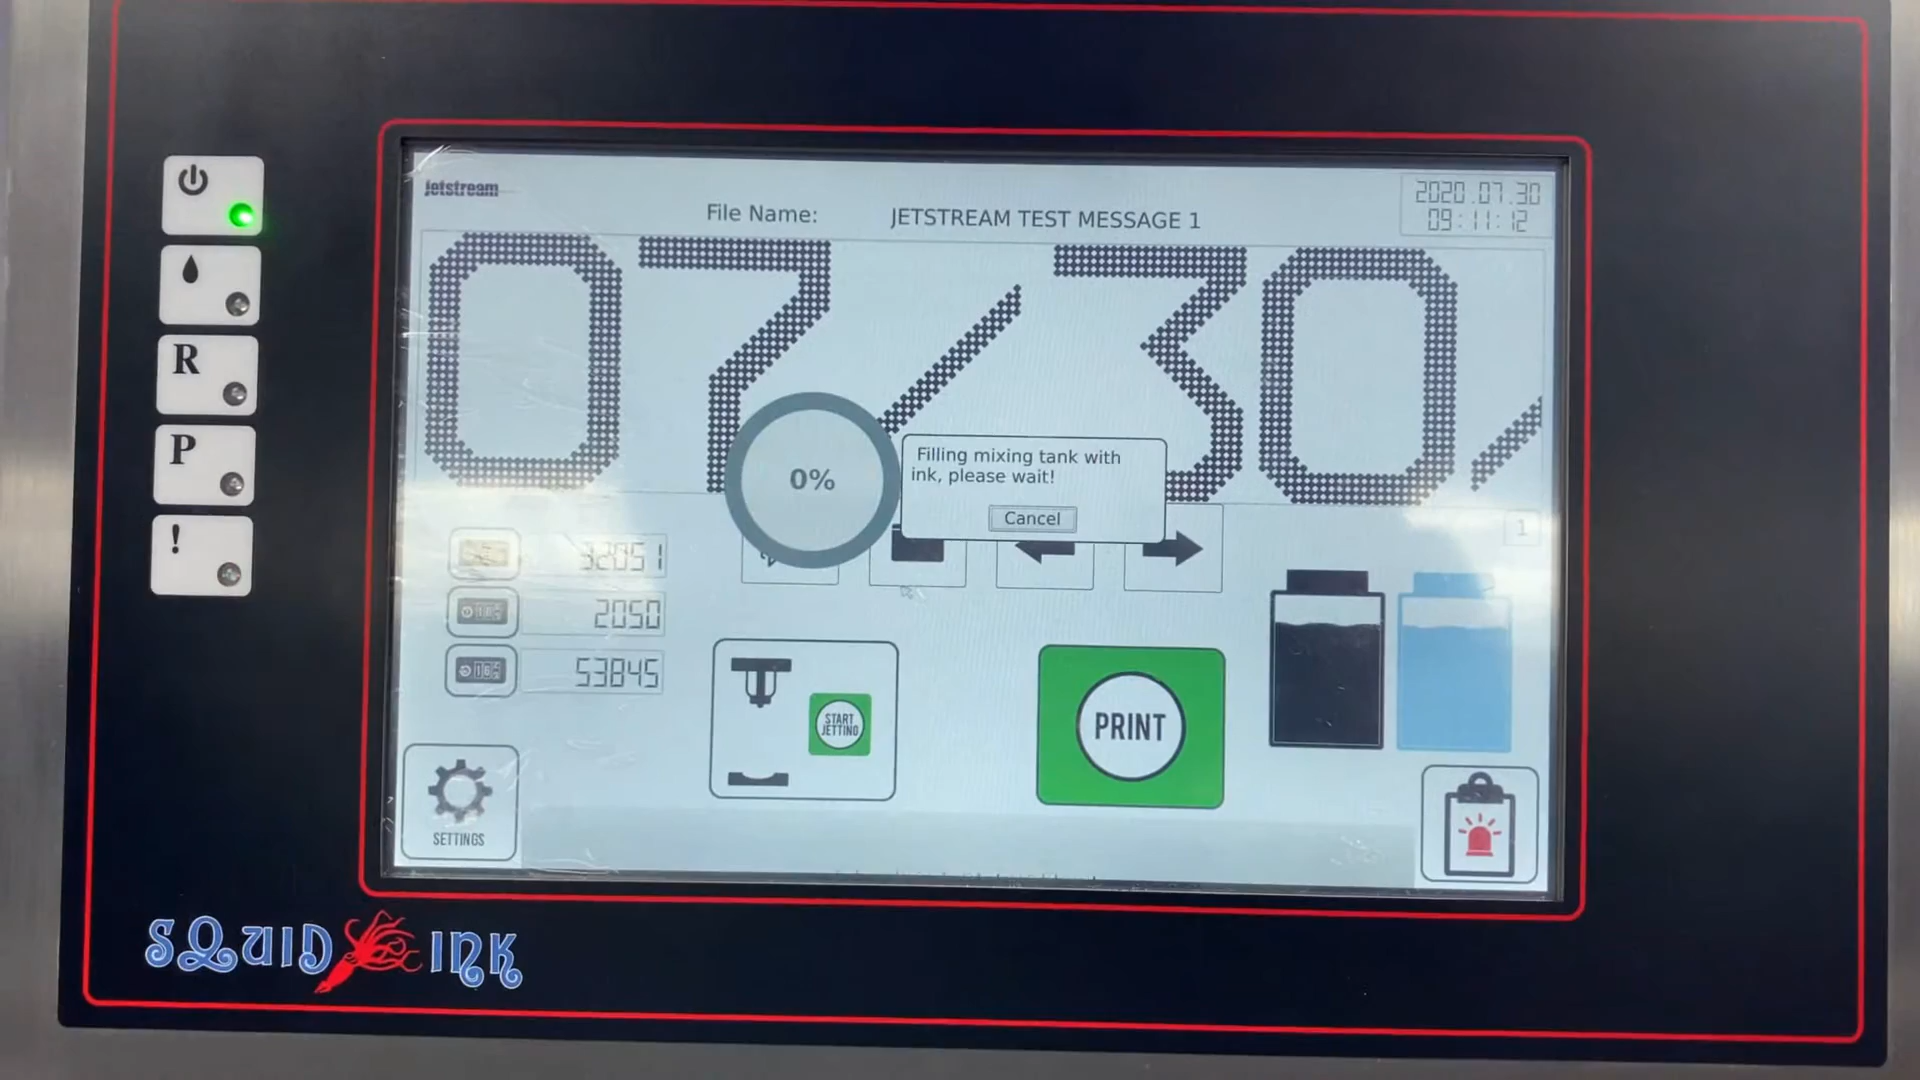 jetstream
File Name: JETSTREAM TEST MESSAGE 1
2020.07.30
09:11:12
07/30/
R
P
!
0%
Filling mixing tank with
ink, please wait!
Cancel
1
32051
2050
53845
START
JETTING
PRINT
SETTINGS
SQUID INK